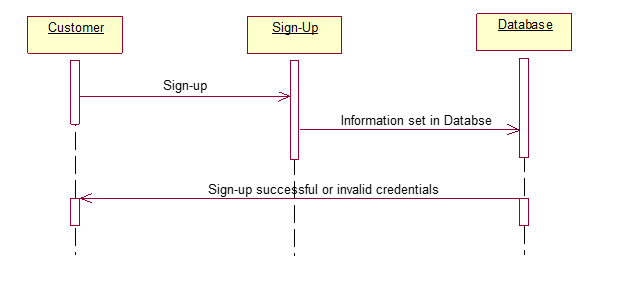 Customer
Sign-Up
Database
Sign-up
Information set in Databse
Sign-up successful or invalid credentials